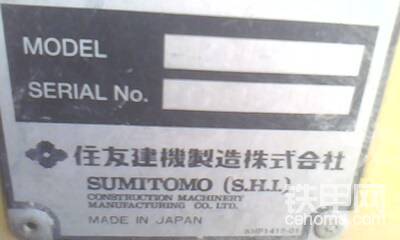 MODEL
SERIAL No.
住友建機製造株式会社
SUMITOMO (S.H.I.)
CONSTRUCTION MACHINERY
MANUFACTURING CO., LTD.
MADE IN JAPAN
铁甲网
cehome.com